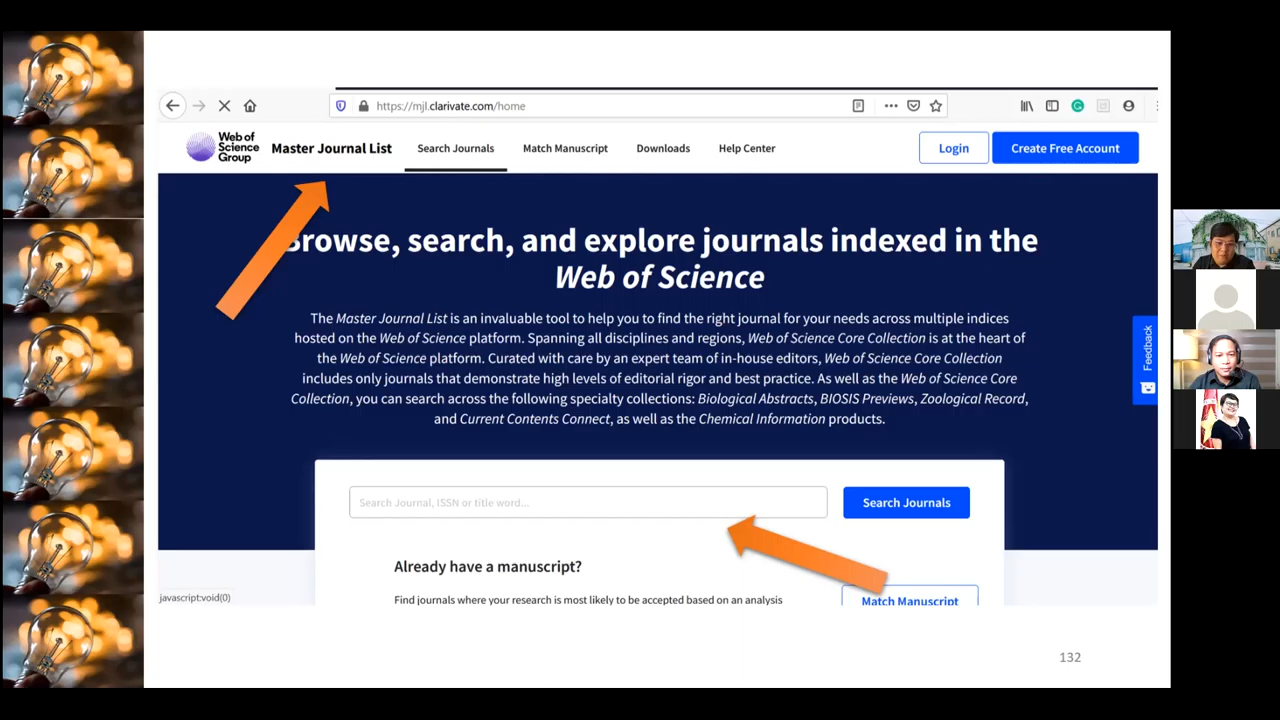 https://mjl.clarivate.com/home
Web of
Science
Group
Master Journal List
Search Journals
Match Manuscript
Downloads
Help Center
Login
Create Free Account
Browse, search, and explore journals indexed in the
Web of Science
The Master Journal List is an invaluable tool to help you to find the right journal for your needs across multiple indices
hosted on the Web of Science platform. Spanning all disciplines and regions, Web of Science Core Collection is at the heart of
the Web of Science platform. Curated with care by an expert team of in-house editors, Web of Science Core Collection
includes only journals that demonstrate high levels of editorial rigor and best practice. As well as the Web of Science Core
Collection, you can search across the following specialty collections: Biological Abstracts, BIOSIS Previews, Zoological Record,
and Current Contents Connect, as well as the Chemical Information products.
Feedback
Search Journal, ISSN or title word...
Search Journals
Already have a manuscript?
Find journals where your research is most likely to be accepted based on an analysis
Match Manuscript
javascript:void(0)
132